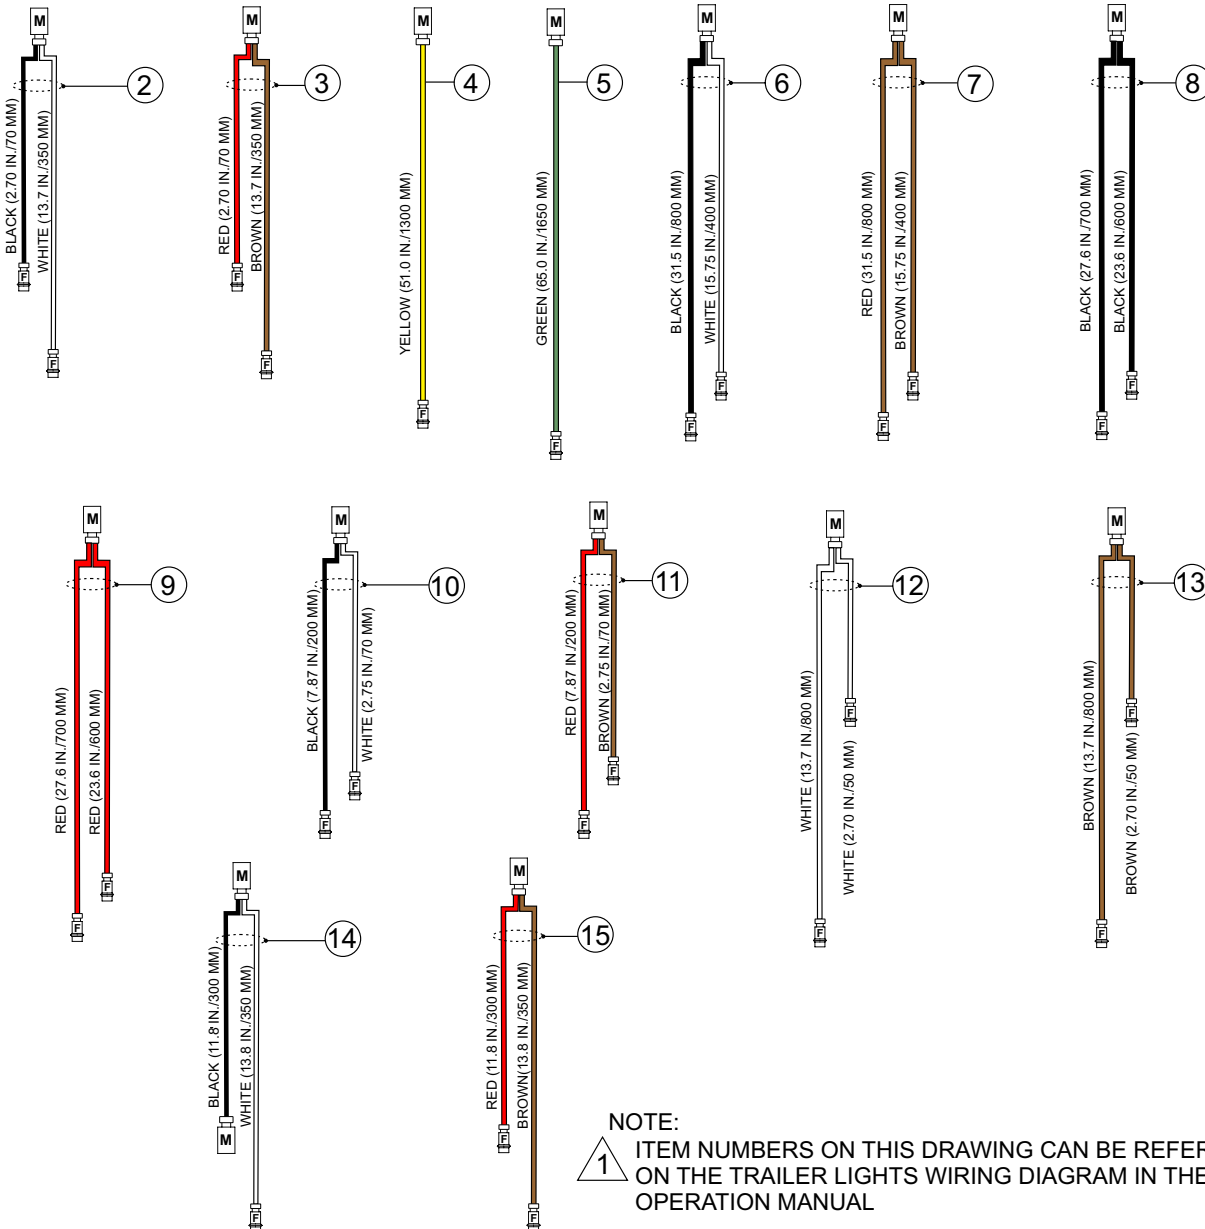 M
2
BLACK (2.70 IN./70 MM)
WHITE (13.7 IN./350 MM)
F
F
M
3
RED (2.70 IN./70 MM)
BROWN (13.7 IN./350 MM)
F
F
M
4
YELLOW (51.0 IN./1300 MM)
F
M
5
GREEN (65.0 IN./1650 MM)
F
M
6
BLACK (31.5 IN./800 MM)
WHITE (15.75 IN./400 MM)
F
F
M
7
RED (31.5 IN./800 MM)
BROWN (15.75 IN./400 MM)
F
F
M
8
BLACK (27.6 IN./700 MM)
BLACK (23.6 IN./600 MM)
F
F
M
9
RED (27.6 IN./700 MM)
RED (23.6 IN./600 MM)
F
F
M
10
BLACK (7.87 IN./200 MM)
WHITE (2.75 IN./70 MM)
F
F
M
11
RED (7.87 IN./200 MM)
BROWN (2.75 IN./70 MM)
F
F
M
12
WHITE (13.7 IN./800 MM)
WHITE (2.70 IN./50 MM)
F
F
M
13
BROWN (13.7 IN./800 MM)
BROWN (2.70 IN./50 MM)
F
F
M
14
BLACK (11.8 IN./300 MM)
WHITE (13.8 IN./350 MM)
M
F
M
15
RED (11.8 IN./300 MM)
BROWN(13.8 IN./350 MM)
F
F
NOTE:
1 ITEM NUMBERS ON THIS DRAWING CAN BE REFER
ON THE TRAILER LIGHTS WIRING DIAGRAM IN THE
OPERATION MANUAL